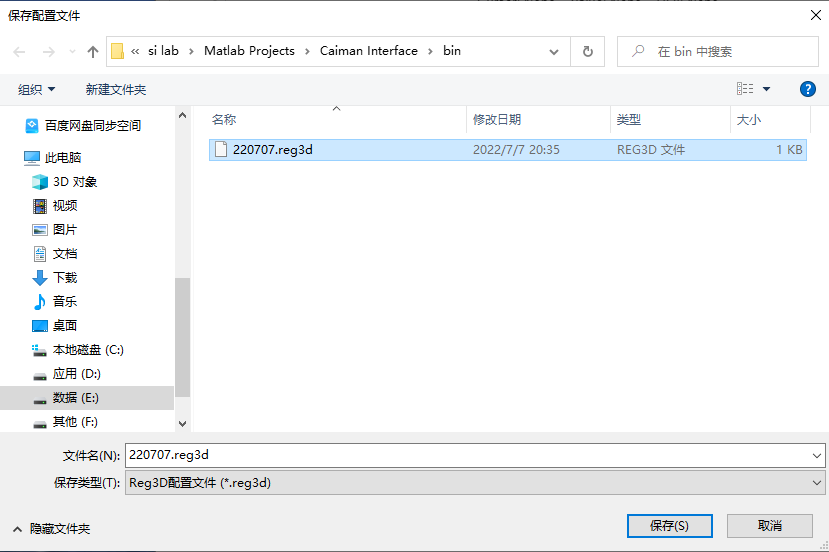 保存配置文件
« si lab › Matlab Projects › Caiman Interface › bin
在 bin 中搜索
组织 新建文件夹
百度网盘同步空间
此电脑
3D 对象
视频
图片
文档
下载
音乐
桌面
本地磁盘 (C:)
应用 (D:)
数据 (E:)
其他 (F:)
名称 修改日期 类型 大小
220707.reg3d 2022/7/7 20:35 REG3D 文件 1 KB
文件名(N): 220707.reg3d
保存类型(T): Reg3D配置文件 (*.reg3d)
隐藏文件夹 保存(S) 取消